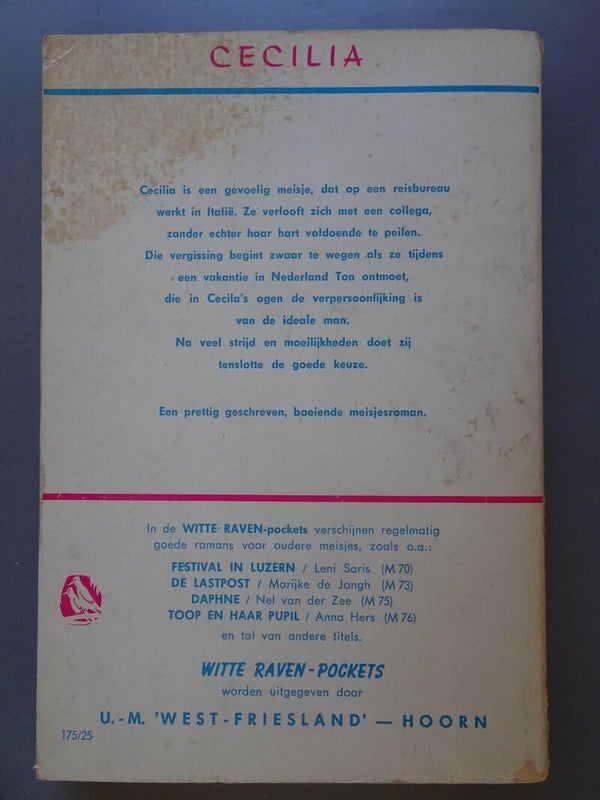 CECILIA
Cecilia is een gevoelig meisje, dat op een reisbureau
werkt in Italië. Ze verlooft zich met een collega,
zonder echter haar hart voldoende te peilen.
Die vergissing begint zwaar te wegen als ze tijdens
een vakantie in Nederland Ton ontmoet,
die in Cecila's ogen de verpersoonlijking is
van de ideale man.
Na veel strijd en moeilijkheden doet zij
tenslotte de goede keuze.
Een prettig geschreven, boeiende meisjesroman.
In de WITTE RAVEN-pockets verschijnen regelmatig
goede romans voor oudere meisjes, zoals o.a.:
FESTIVAL IN LUZERN / Leni Saris (M 70)
DE LASTPOST / Marijke de Jongh (M 73)
DAPHNE / Nel van der Zee (M 75)
TOOP EN HAAR PUPIL / Anna Hers (M 76)
en tal van andere titels.
WITTE RAVEN-POCKETS
worden uitgegeven door
U.-M. 'WEST-FRIESLAND' — HOORN
175/25